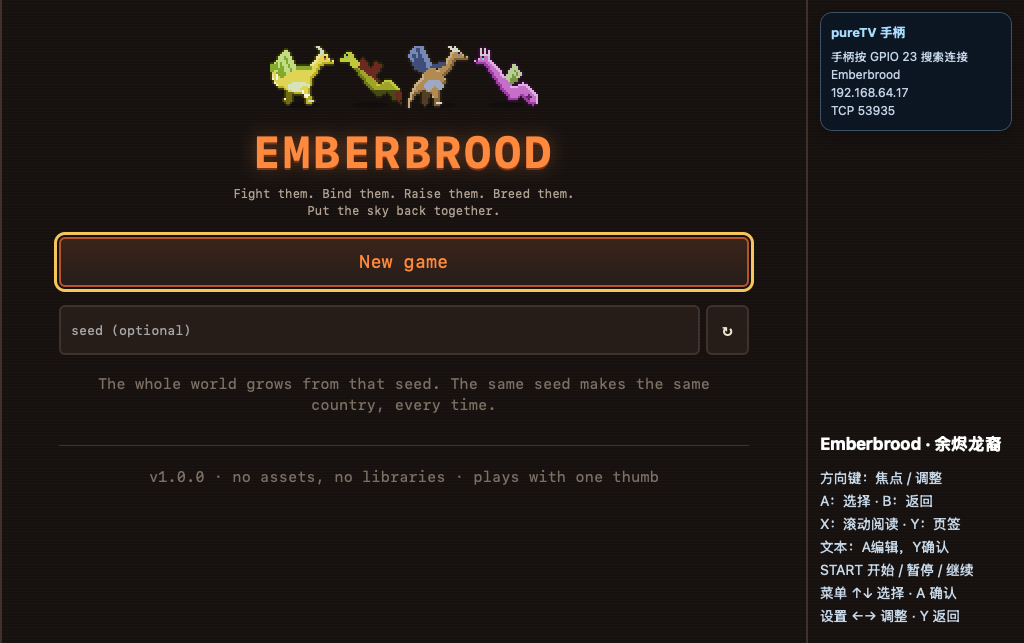 EMBERBROOD
Fight them. Bind them. Raise them. Breed them.
Put the sky back together.
New game
seed (optional)
↻
The whole world grows from that seed. The same seed makes the same
country, every time.
v1.0.0 · no assets, no libraries · plays with one thumb
pureTV 手柄
手柄按 GPIO 23 搜索连接
Emberbrood
192.168.64.17
TCP 53935
Emberbrood · 余烬龙裔
方向键：焦点 / 调整
A：选择 · B：返回
X：滚动阅读 · Y：页签
文本：A编辑，Y确认
START 开始 / 暂停 / 继续
菜单 ↑↓ 选择 · A 确认
设置 ←→ 调整 · Y 返回